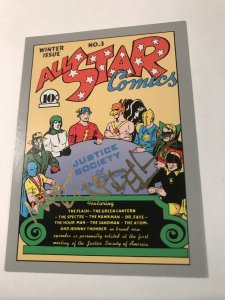 WINTER
ISSUE
NO.3
ALL STAR
Comics
10¢
JUSTICE
SOCIETY
OF
Featuring
THE FLASH - THE GREEN LANTERN
- THE SPECTRE - THE HAWKMAN - DR. FATE -
THE HOUR MAN - THE SANDMAN - THE ATOM
AND JOHNNY THUNDER in brand new
episodes as personally related at the first
meeting of the Justice Society of America